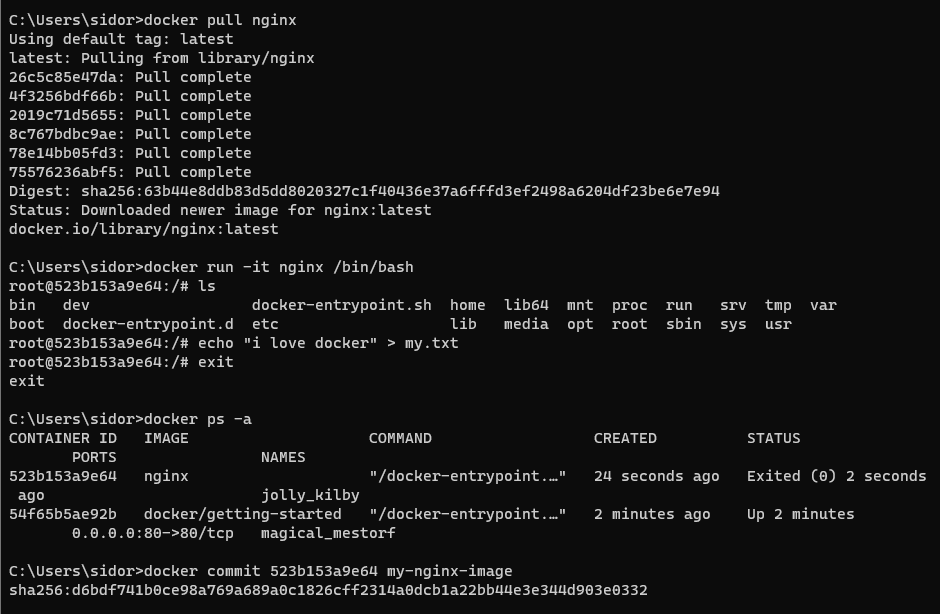 C:\Users\sidor>docker pull nginx
Using default tag: latest
latest: Pulling from library/nginx
26c5c85e47da: Pull complete
4f3256bdf66b: Pull complete
2019c71d5655: Pull complete
8c767bdbc9ae: Pull complete
78e14bb05fd3: Pull complete
75576236abf5: Pull complete
Digest: sha256:63b44e8ddb83d5dd8020327c1f40436e37a6fffd3ef2498a6204df23be6e7e94
Status: Downloaded newer image for nginx:latest
docker.io/library/nginx:latest
C:\Users\sidor>docker run -it nginx /bin/bash
root@523b153a9e64:/# ls
bin   dev                  docker-entrypoint.sh  home  lib64  mnt  proc  run   srv  tmp  var
boot  docker-entrypoint.d  etc                   lib   media  opt  root  sbin  sys  usr
root@523b153a9e64:/# echo "i love docker" > my.txt
root@523b153a9e64:/# exit
exit
C:\Users\sidor>docker ps -a
CONTAINER ID   IMAGE                    COMMAND                  CREATED          STATUS
       PORTS                NAMES
523b153a9e64   nginx                    "/docker-entrypoint.…"   24 seconds ago   Exited (0) 2 seconds
 ago                        jolly_kilby
54f65b5ae92b   docker/getting-started   "/docker-entrypoint.…"   2 minutes ago    Up 2 minutes
       0.0.0.0:80->80/tcp   magical_mestorf
C:\Users\sidor>docker commit 523b153a9e64 my-nginx-image
sha256:d6bdf741b0ce98a769a689a0c1826cff2314a0dcb1a22bb44e3e344d903e0332